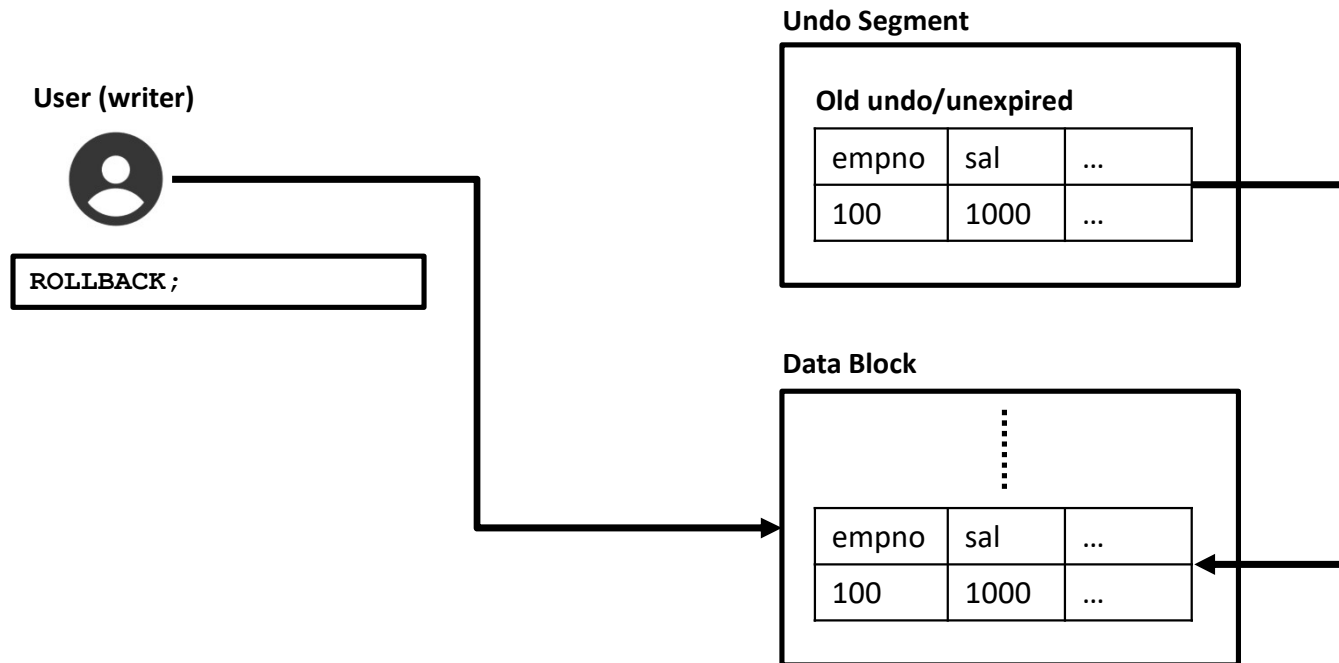 Undo Segment
User (writer)
Old undo/unexpired
empno sal …
100 1000 …
ROLLBACK;
Data Block
empno sal …
100 1000 …